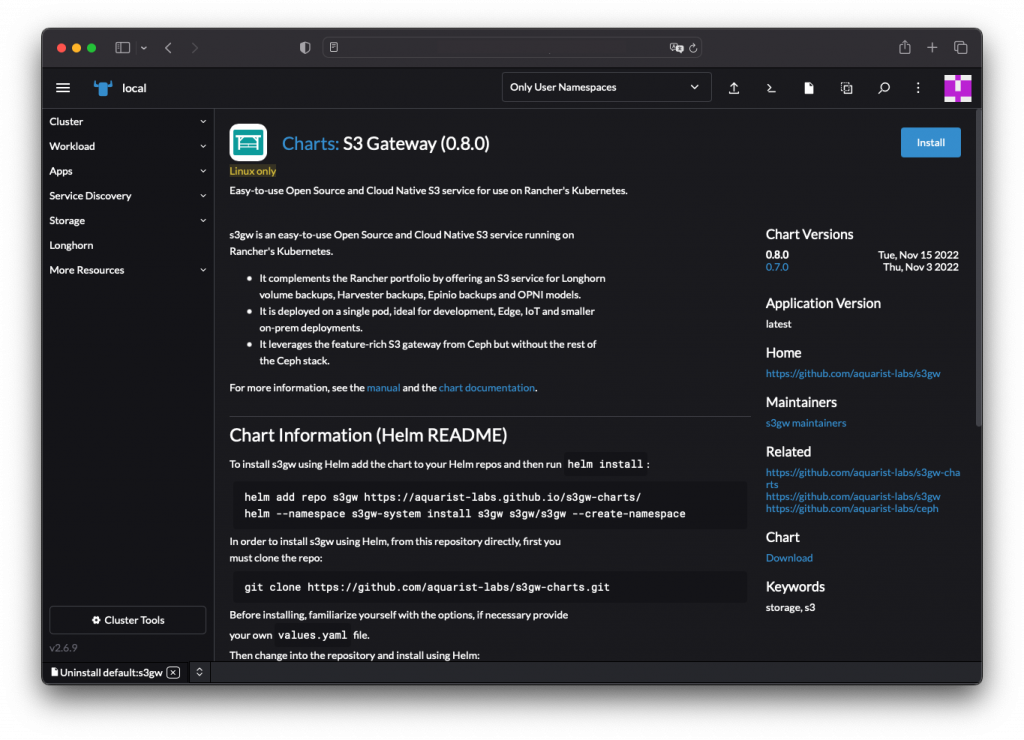 local
Only User Namespaces
Cluster
Workload
Apps
Service Discovery
Storage
Longhorn
More Resources
Cluster Tools
v2.6.9
Charts: S3 Gateway (0.8.0)
Install
Linux only
Easy-to-use Open Source and Cloud Native S3 service for use on Rancher's Kubernetes.
s3gw is an easy-to-use Open Source and Cloud Native S3 service running on
Rancher's Kubernetes.
It complements the Rancher portfolio by offering an S3 service for Longhorn
volume backups, Harvester backups, Epinio backups and OPNI models.
It is deployed on a single pod, ideal for development, Edge, IoT and smaller
on-prem deployments.
It leverages the feature-rich S3 gateway from Ceph but without the rest of
the Ceph stack.
For more information, see the manual and the chart documentation.
Chart Information (Helm README)
To install s3gw using Helm add the chart to your Helm repos and then run helm install :
helm add repo s3gw https://aquarist-labs.github.io/s3gw-charts/
helm --namespace s3gw-system install s3gw s3gw/s3gw --create-namespace
In order to install s3gw using Helm, from this repository directly, first you
must clone the repo:
git clone https://github.com/aquarist-labs/s3gw-charts.git
Before installing, familiarize yourself with the options, if necessary provide
your own values.yaml file.
Then change into the repository and install using Helm:
Chart Versions
0.8.0 Tue, Nov 15 2022
0.7.0 Thu, Nov 3 2022
Application Version
latest
Home
https://github.com/aquarist-labs/s3gw
Maintainers
s3gw maintainers
Related
https://github.com/aquarist-labs/s3gw-cha
rts
https://github.com/aquarist-labs/s3gw
https://github.com/aquarist-labs/ceph
Chart
Download
Keywords
storage, s3
Uninstall default:s3gw